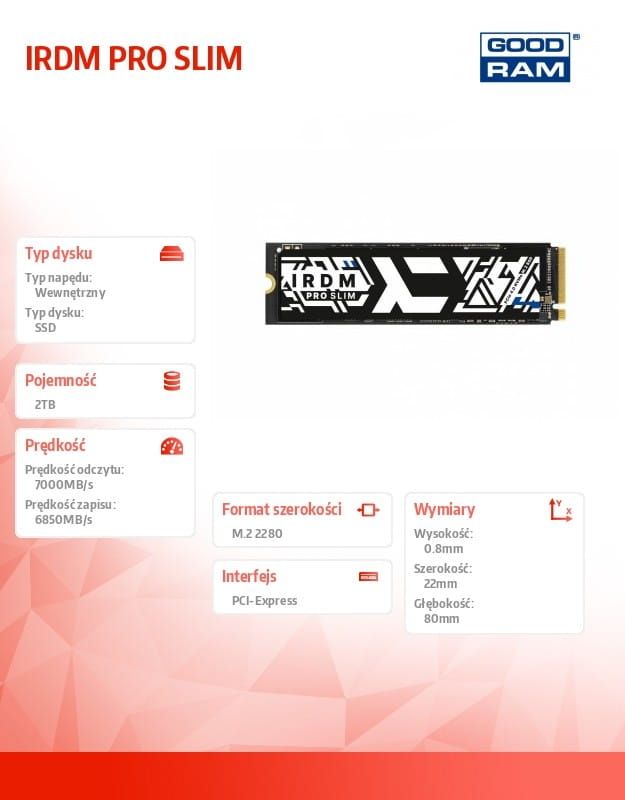 IRDM PRO SLIM
GOOD
RAM
®
IRDM
PRO SLIM
Typ dysku
Typ napędu:
Wewnętrzny
Typ dysku:
SSD
Pojemność
2TB
Prędkość
Prędkość odczytu:
7000MB/s
Prędkość zapisu:
6850MB/s
Format szerokości
M.2 2280
Interfejs
PCI-Express
Wymiary
Y
X
Wysokość:
0.8mm
Szerokość:
22mm
Głębokość:
80mm